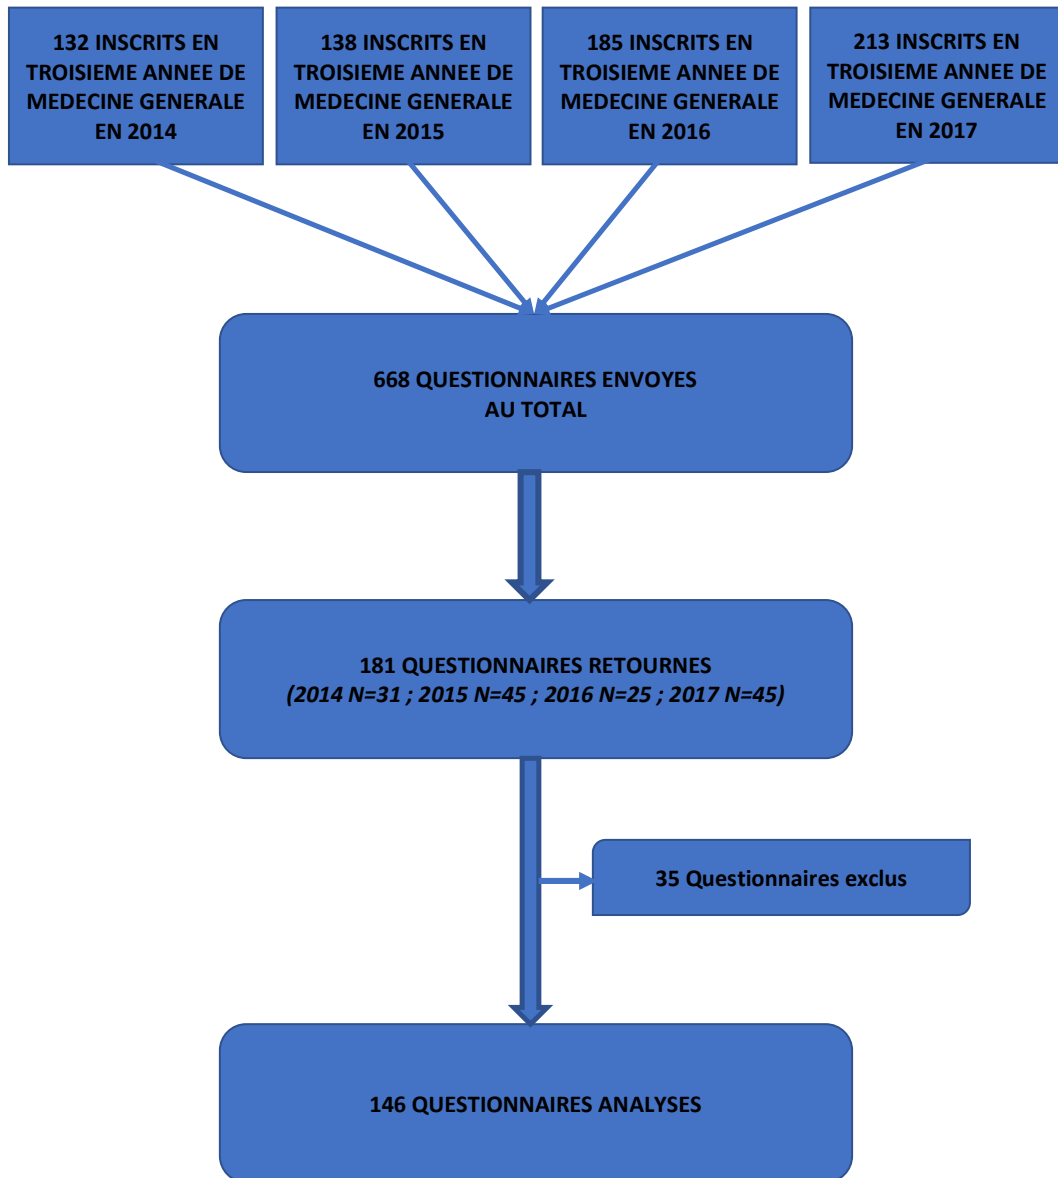 132 INSCRITS EN
TROISIEME ANNEE DE
MEDECINE GENERALE
EN 2014
138 INSCRITS EN
TROISIEME ANNEE DE
MEDECINE GENERALE
EN 2015
185 INSCRITS EN
TROISIEME ANNEE DE
MEDECINE GENERALE
EN 2016
213 INSCRITS EN
TROISIEME ANNEE DE
MEDECINE GENERALE
EN 2017
668 QUESTIONNAIRES ENVOYES
AU TOTAL
181 QUESTIONNAIRES RETOURNES
(2014 N=31 ; 2015 N=45 ; 2016 N=25 ; 2017 N=45)
35 Questionnaires exclus
146 QUESTIONNAIRES ANALYSES